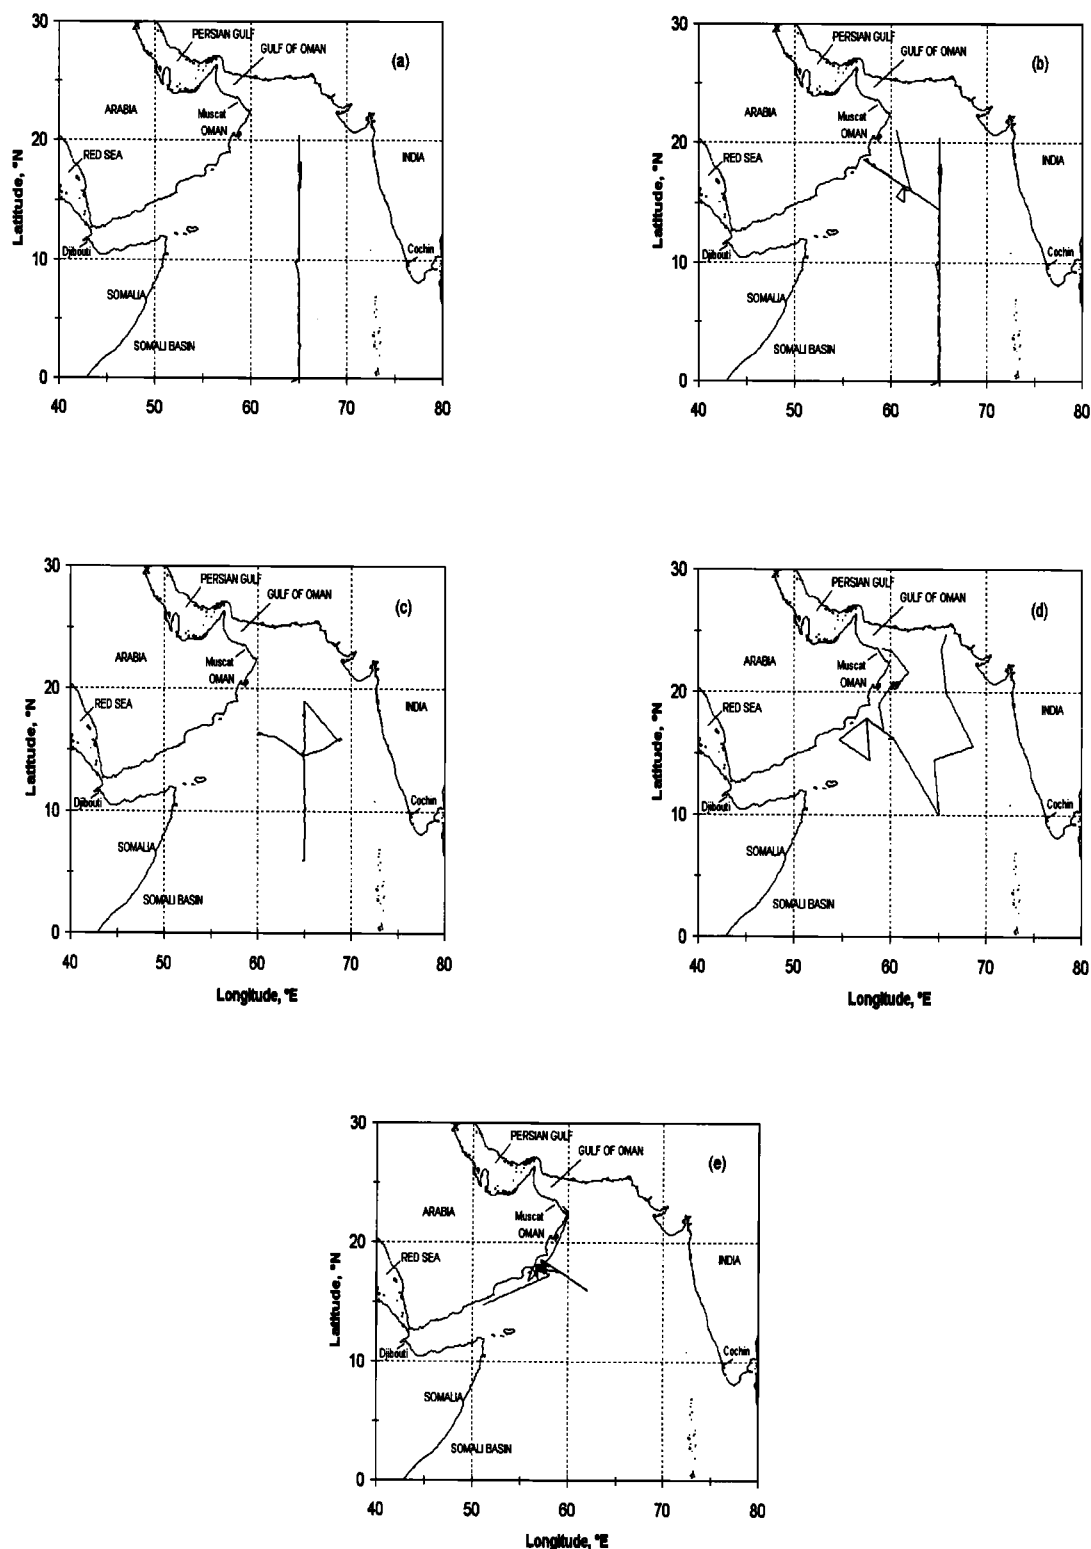 30
PERSIAN GULF
GULF OF OMAN
(a)
ARABIA
Muscat
OMAN
20
RED SEA
INDIA
Latitude, °N
Djibouti
Cochin
10
SOMALIA
SOMALI BASIN
0
40
50
60
70
80
30
PERSIAN GULF
GULF OF OMAN
(b)
ARABIA
Muscat
OMAN
20
RED SEA
INDIA
Latitude, °N
Djibouti
Cochin
10
SOMALIA
SOMALI BASIN
0
40
50
60
70
80
30
PERSIAN GULF
GULF OF OMAN
(c)
ARABIA
Muscat
OMAN
20
RED SEA
INDIA
Latitude, °N
Djibouti
Cochin
10
SOMALIA
SOMALI BASIN
0
40
50
60
70
80
Longitude, °E
30
PERSIAN GULF
GULF OF OMAN
(d)
ARABIA
Muscat
OMAN
20
RED SEA
INDIA
Latitude, °N
Djibouti
Cochin
10
SOMALIA
SOMALI BASIN
0
40
50
60
70
80
Longitude, °E
30
PERSIAN GULF
GULF OF OMAN
(e)
ARABIA
Muscat
OMAN
20
RED SEA
INDIA
Latitude, °N
Djibouti
Cochin
10
SOMALIA
SOMALI BASIN
0
40
50
60
70
80
Longitude, °E